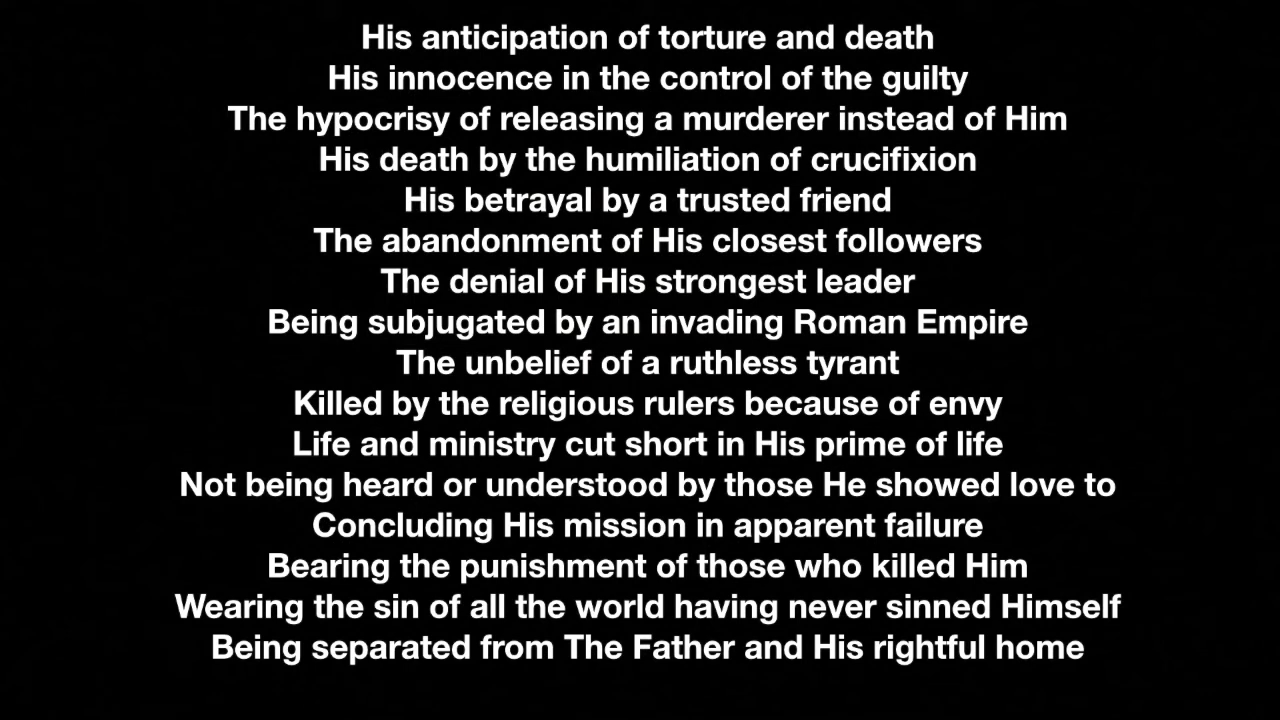 His anticipation of torture and death
His innocence in the control of the guilty
The hypocrisy of releasing a murderer instead of Him
His death by the humiliation of crucifixion
His betrayal by a trusted friend
The abandonment of His closest followers
The denial of His strongest leader
Being subjugated by an invading Roman Empire
The unbelief of a ruthless tyrant
Killed by the religious rulers because of envy
Life and ministry cut short in His prime of life
Not being heard or understood by those He showed love to
Concluding His mission in apparent failure
Bearing the punishment of those who killed Him
Wearing the sin of all the world having never sinned Himself
Being separated from The Father and His rightful home